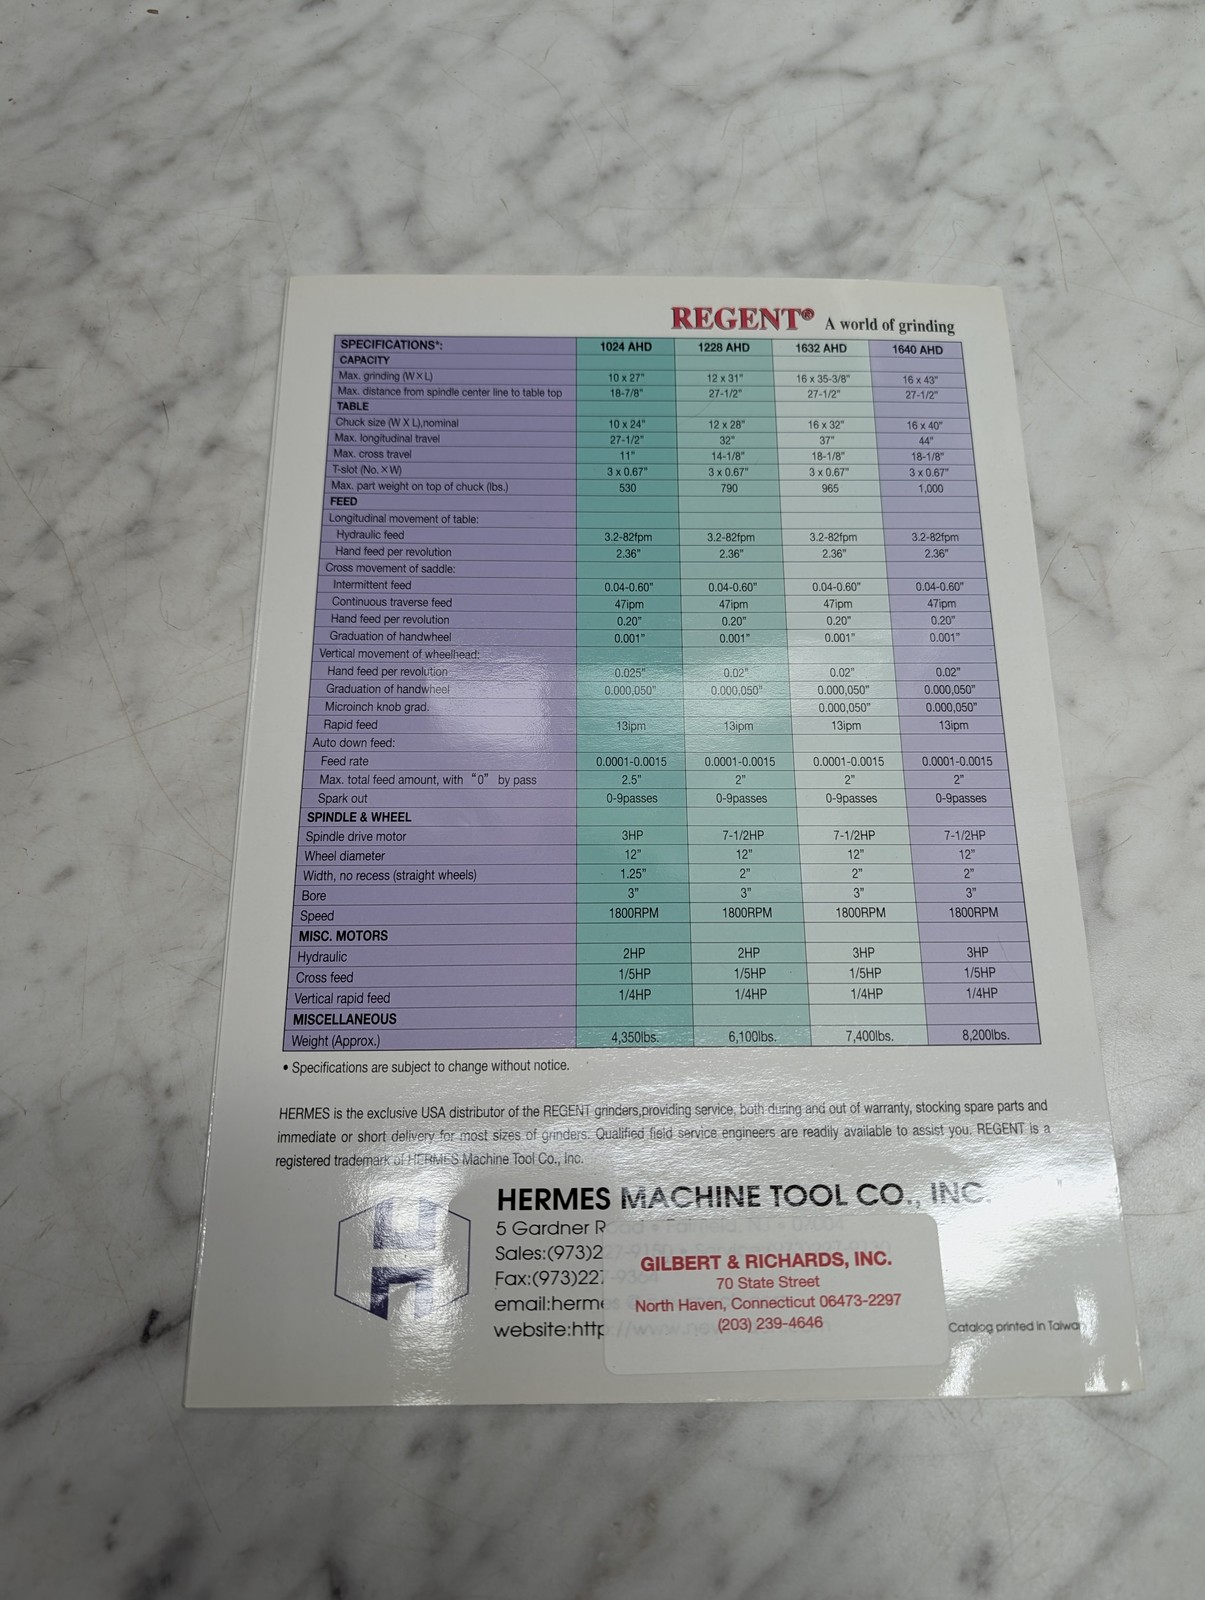 REGENT® A world of grinding
SPECIFICATIONS*: 1024 AHD 1228 AHD 1632 AHD 1640 AHD
CAPACITY
Max. grinding (W×L) 10 x 27" 12 x 31" 16 x 35-3/8" 16 x 43"
Max. distance from spindle center line to table top 18-7/8" 27-1/2" 27-1/2" 27-1/2"
TABLE
Chuck size (W X L),nominal 10 x 24" 12 x 28" 16 x 32" 16 x 40"
Max. longitudinal travel 27-1/2" 32" 37" 44"
Max. cross travel 11" 14-1/8" 18-1/8" 18-1/8"
T-slot (No. ×W) 3 x 0.67" 3 x 0.67" 3 x 0.67" 3 x 0.67"
Max. part weight on top of chuck (lbs.) 530 790 965 1,000
FEED
Longitudinal movement of table:
Hydraulic feed 3.2-82fpm 3.2-82fpm 3.2-82fpm 3.2-82fpm
Hand feed per revolution 2.36" 2.36" 2.36" 2.36"
Cross movement of saddle:
Intermittent feed 0.04-0.60" 0.04-0.60" 0.04-0.60" 0.04-0.60"
Continuous traverse feed 47ipm 47ipm 47ipm 47ipm
Hand feed per revolution 0.20" 0.20" 0.20" 0.20"
Graduation of handwheel 0.001" 0.001" 0.001" 0.001"
Vertical movement of wheelhead:
Hand feed per revolution 0.025" 0.02" 0.02" 0.02"
Graduation of handwheel 0.000,050" 0.000,050" 0.000,050" 0.000,050"
Microinch knob grad. 0.000,050" 0.000,050"
Rapid feed 13ipm 13ipm 13ipm 13ipm
Auto down feed:
Feed rate 0.0001-0.0015 0.0001-0.0015 0.0001-0.0015 0.0001-0.0015
Max. total feed amount, with "0" by pass 2.5" 2" 2" 2"
Spark out 0-9passes 0-9passes 0-9passes 0-9passes
SPINDLE & WHEEL
Spindle drive motor 3HP 7-1/2HP 7-1/2HP 7-1/2HP
Wheel diameter 12" 12" 12" 12"
Width, no recess (straight wheels) 1.25" 2" 2" 2"
Bore 3" 3" 3" 3"
Speed 1800RPM 1800RPM 1800RPM 1800RPM
MISC. MOTORS
Hydraulic 2HP 2HP 3HP 3HP
Cross feed 1/5HP 1/5HP 1/5HP 1/5HP
Vertical rapid feed 1/4HP 1/4HP 1/4HP 1/4HP
MISCELLANEOUS
Weight (Approx.) 4,350lbs. 6,100lbs. 7,400lbs. 8,200lbs.
• Specifications are subject to change without notice.
HERMES is the exclusive USA distributor of the REGENT grinders,providing service, both during and out of warranty, stocking spare parts and
immediate or short delivery for most sizes of grinders. Qualified field service engineers are readily available to assist you. REGENT is a
registered trademark of HERMES Machine Tool Co., Inc.
HERMES MACHINE TOOL CO., INC.
5 Gardner
Sales:(973)2
Fax:(973)227
email:herme
website:http
GILBERT & RICHARDS, INC.
70 State Street
North Haven, Connecticut 06473-2297
(203) 239-4646
Catalog printed in Taiwan